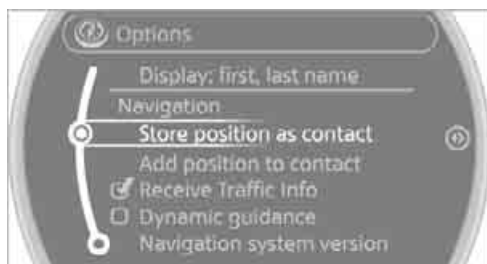 Options
Display: first, last name
Navigation
Store position as contact
Add position to contact
Receive Traffic Info
Dynamic guidance
Navigation system version